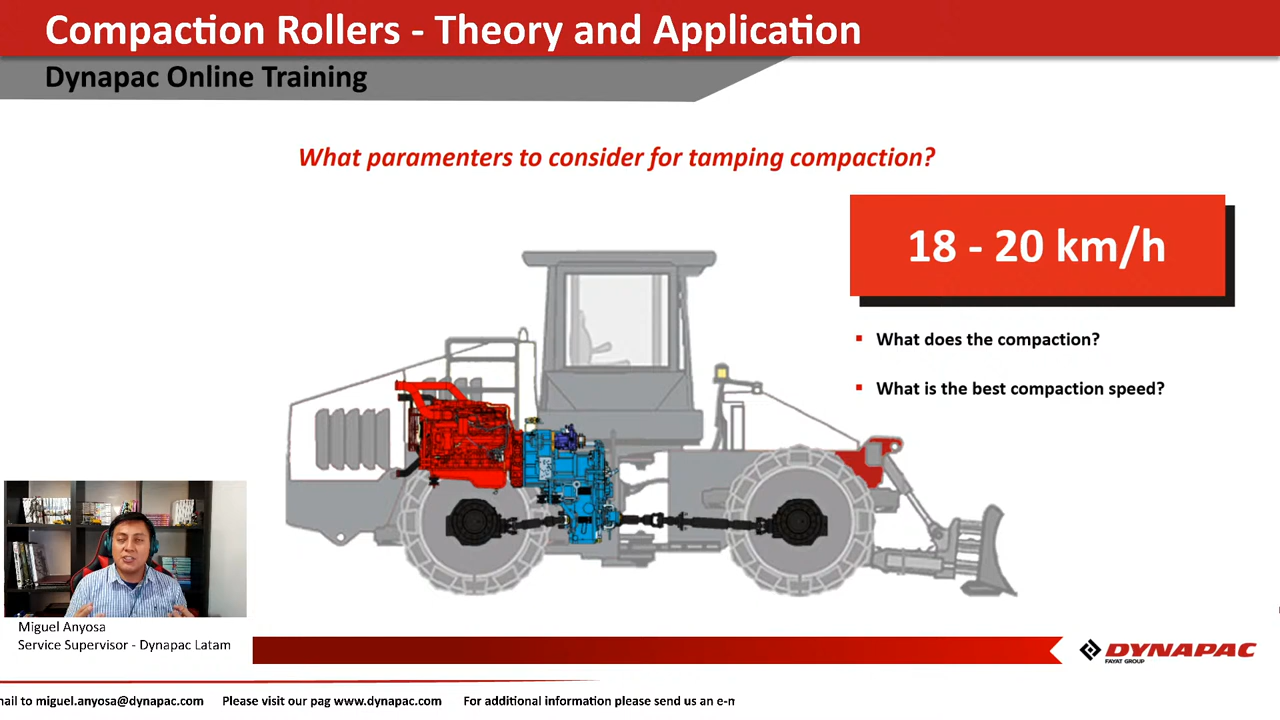 Compaction Rollers - Theory and Application
Dynapac Online Training
What paramenters to consider for tamping compaction?
18 - 20 km/h
▪ What does the compaction?
▪ What is the best compaction speed?
Miguel Anyosa
Service Supervisor - Dynapac Latam
DYNAPAC
FAYAT GROUP
nail to miguel.anyosa@dynapac.com Please visit our pag www.dynapac.com For additional information please send us an e-m